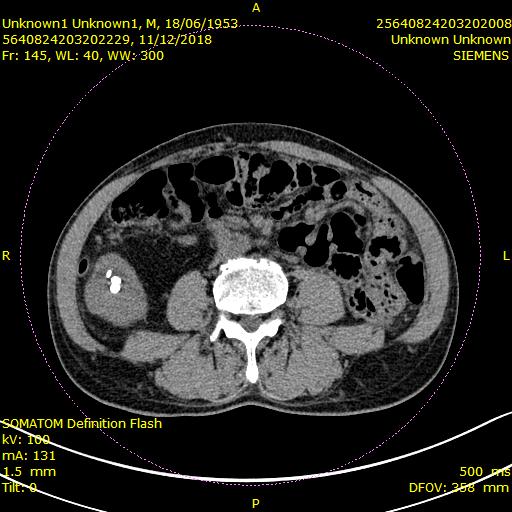 A
Unknown1 Unknown1, M, 18/06/1953
25640824203202008
5640824203202229, 11/12/2018
Unknown Unknown
Fr: 145, WL: 40, WW: 300
SIEMENS
R
L
SOMATOM Definition Flash
kV: 100
mA: 131
1.5 mm
500 ms
Tilt: 0
DFOV: 358 mm
P